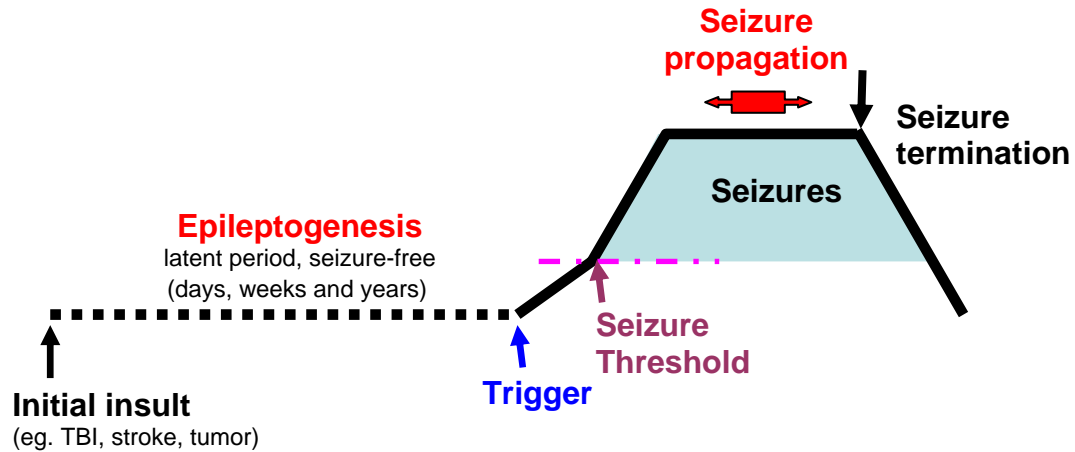 Seizure
propagation
Seizure
termination
Seizures
Epileptogenesis
latent period, seizure-free
(days, weeks and years)
Seizure
Threshold
Trigger
Initial insult
(eg. TBI, stroke, tumor)